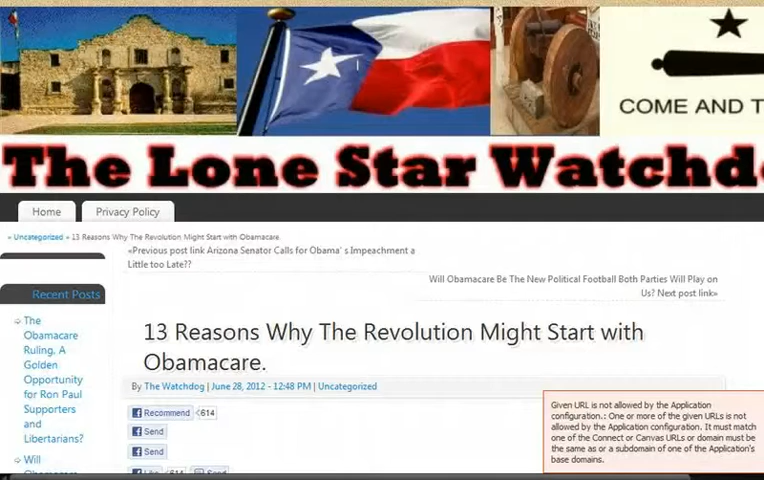 COME AND T
The Lone Star Watchd
Home
Privacy Policy
« Uncategorized » 13 Reasons Why The Revolution Might Start with Obamacare.
«Previous post link Arizona Senator Calls for Obama' s Impeachment a
Little too Late??
Will Obamacare Be The New Political Football Both Parties Will Play on
Us? Next post link»
Recent Posts
The
Obamacare
Ruling. A
Golden
Opportunity
for Ron Paul
Supporters
and
Libertarians?
Will
13 Reasons Why The Revolution Might Start with
Obamacare.
By The Watchdog | June 28, 2012 - 12:48 PM | Uncategorized
Recommend 614
Send
Send
Like 614 Send
Given URL is not allowed by the Application
configuration.: One or more of the given URLs is not
allowed by the Application configuration. It must match
one of the Connect or Canvas URLs or domain must be
the same as or a subdomain of one of the Application's
base domains.